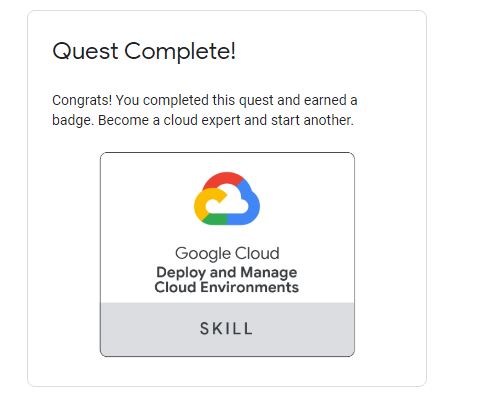 Quest Complete!
Congrats! You completed this quest and earned a
badge. Become a cloud expert and start another.
Google Cloud
Deploy and Manage
Cloud Environments
SKILL